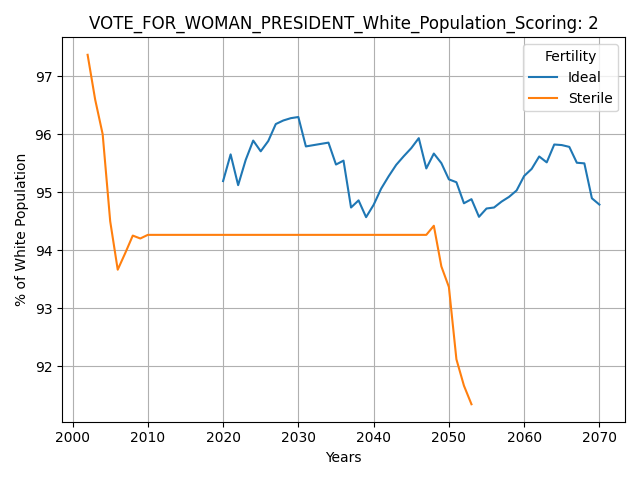 VOTE_FOR_WOMAN_PRESIDENT_White_Population_Scoring: 2
Fertility
Ideal
Sterile
97
96
95
94
93
92
% of White Population
2000 2010 2020 2030 2040 2050 2060 2070
Years